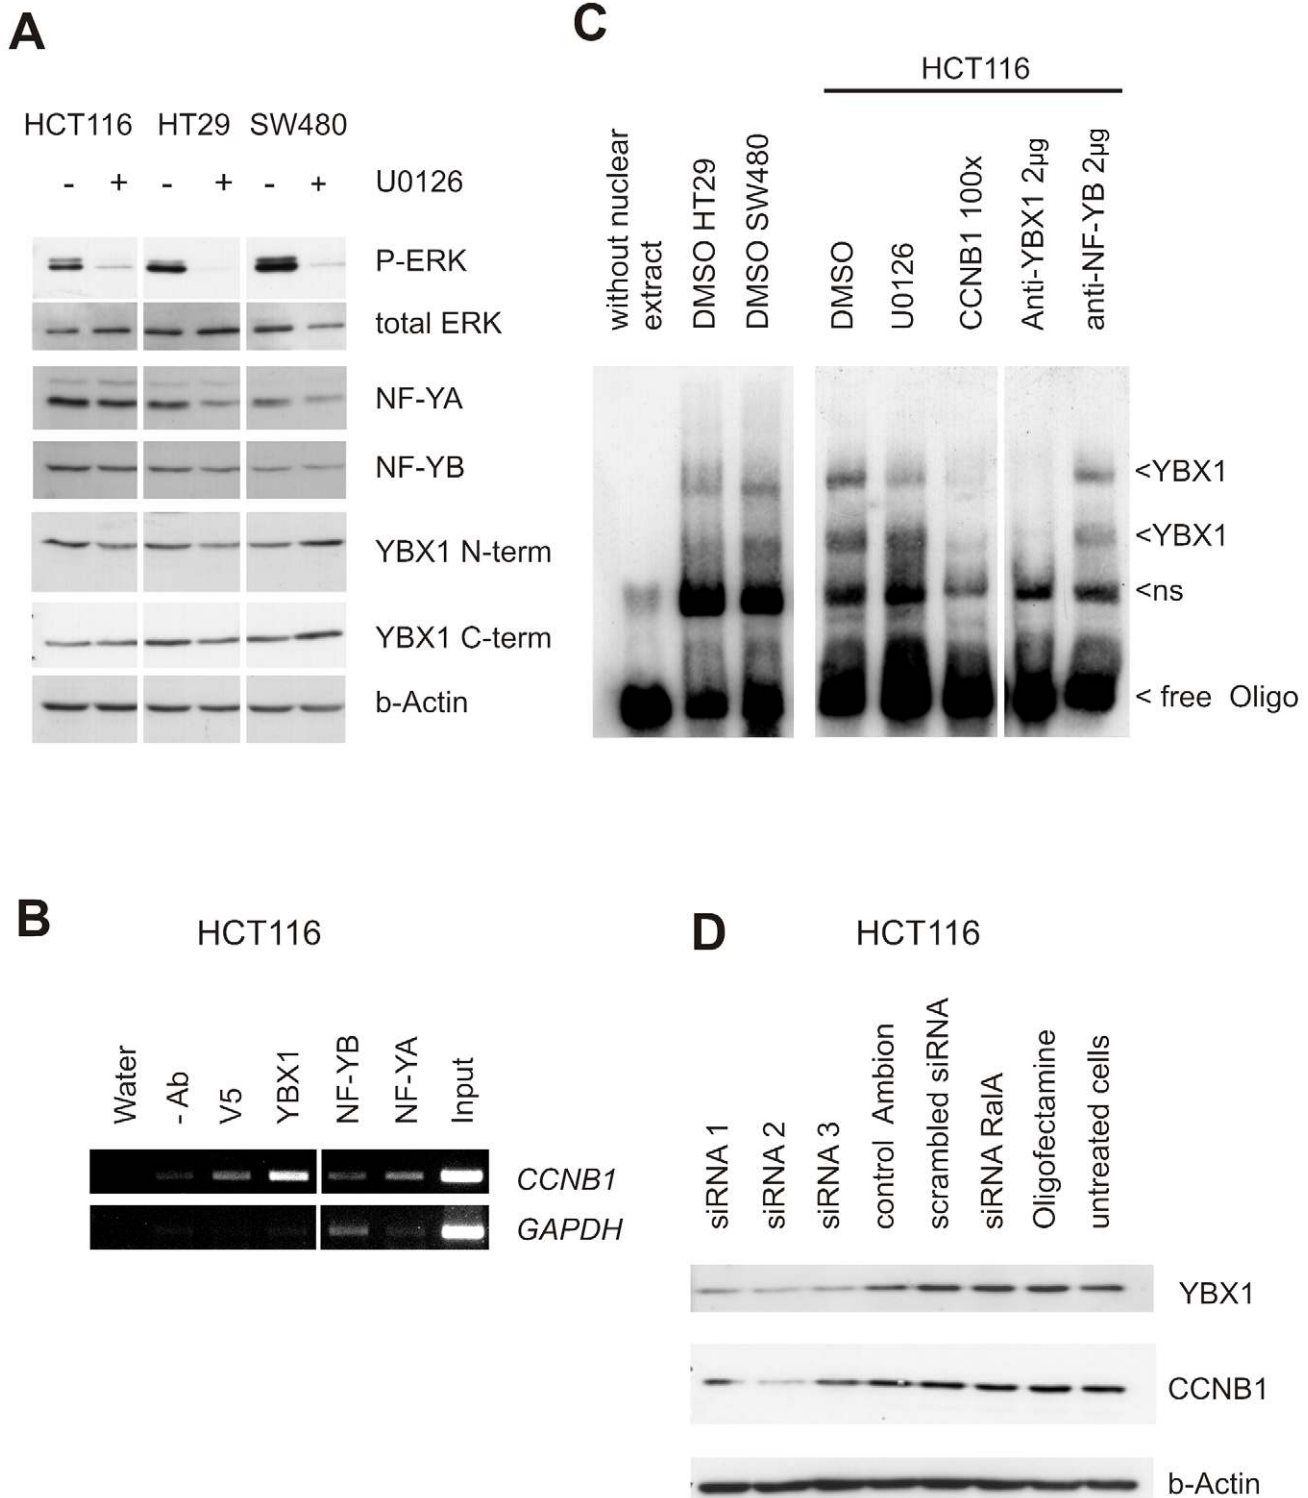 A
HCT116 HT29 SW480
- + - + - + U0126
P-ERK
total ERK
NF-YA
NF-YB
YBX1 N-term
YBX1 C-term
b-Actin
C
HCT116
without nuclear
extract
DMSO HT29
DMSO SW480
DMSO
U0126
CCNB1 100x
Anti-YBX1 2µg
anti-NF-YB 2µg
<YBX1
<YBX1
<ns
< free Oligo
B
HCT116
Water
- Ab
V5
YBX1
NF-YB
NF-YA
Input
CCNB1
GAPDH
D
HCT116
siRNA 1
siRNA 2
siRNA 3
control Ambion
scrambled siRNA
siRNA RalA
Oligofectamine
untreated cells
YBX1
CCNB1
b-Actin